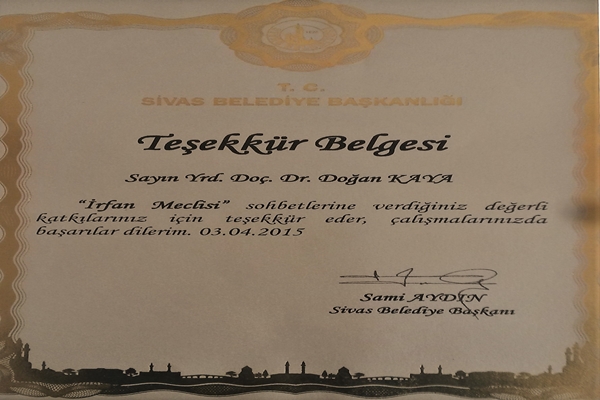 T. C.
SİVAS BELEDİYE BAŞKANLIĞI
Teşekkür Belgesi
Sayın Yrd. Doç. Dr. Doğan KAYA
"İrfan Meclisi" sohbetlerine verdiğiniz değerli
katkılarınız için teşekkür eder, çalışmalarınızda
başarılar dilerim. 03.04.2015
Sami AYDIN
Sivas Belediye Başkanı